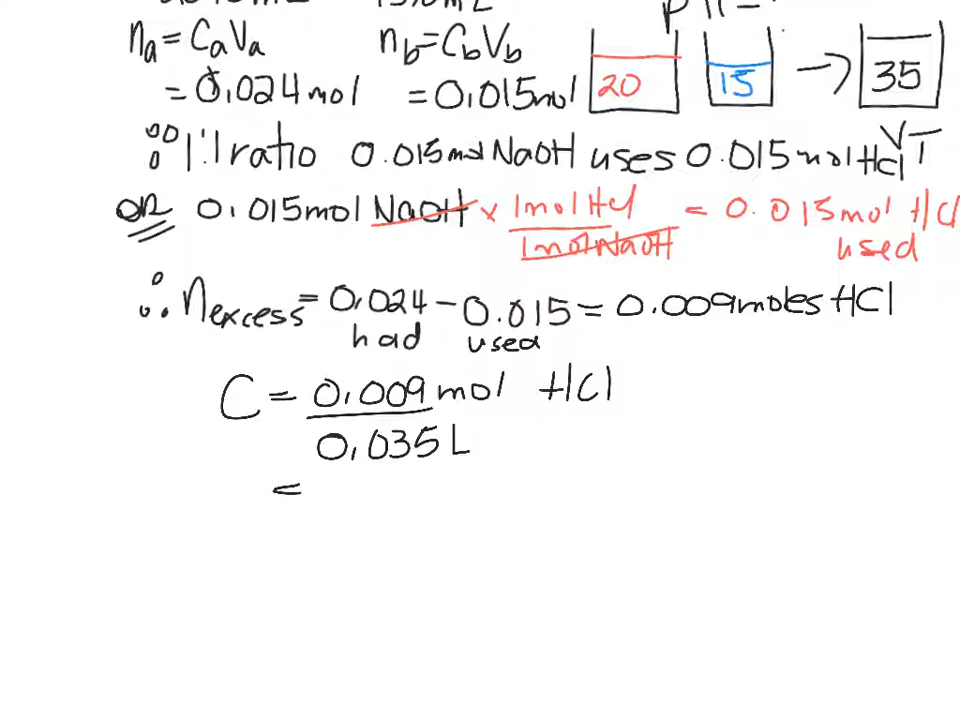 na = CaVa nb = CbVb
= 0.024 mol = 0.015 mol 20 15 → 35
∵ 1:1 ratio 0.015 mol NaOH uses 0.015 mol HCl VT
OR 0.015 mol NaOH × 1 mol HCl / 1 mol NaOH = 0.015 mol HCl used
∴ n excess = 0.024 - 0.015 = 0.009 moles HCl
had used
C = 0.009 mol HCl
0.035 L
=